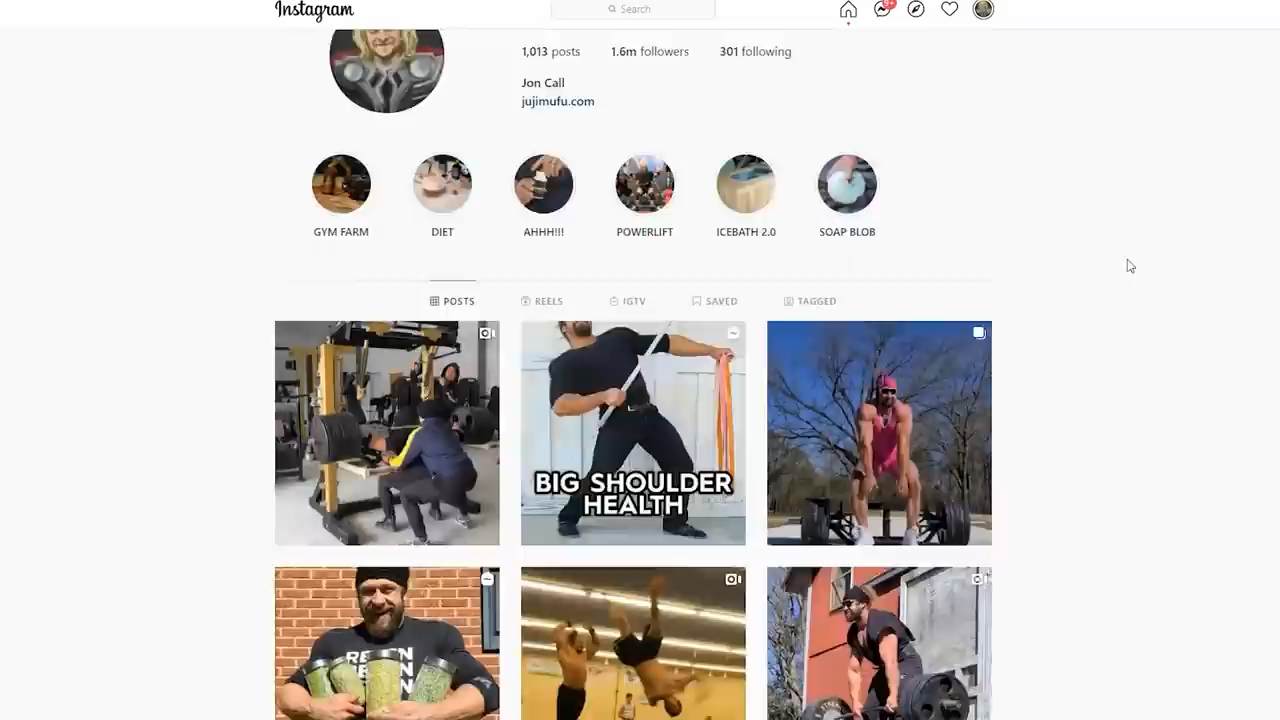 Instagram
Search
9+
1,013 posts 1.6m followers 301 following
Jon Call
jujimufu.com
GYM FARM DIET AHHH!!! POWERLIFT ICEBATH 2.0 SOAP BLOB
POSTS REELS IGTV SAVED TAGGED
BIG SHOULDER
HEALTH